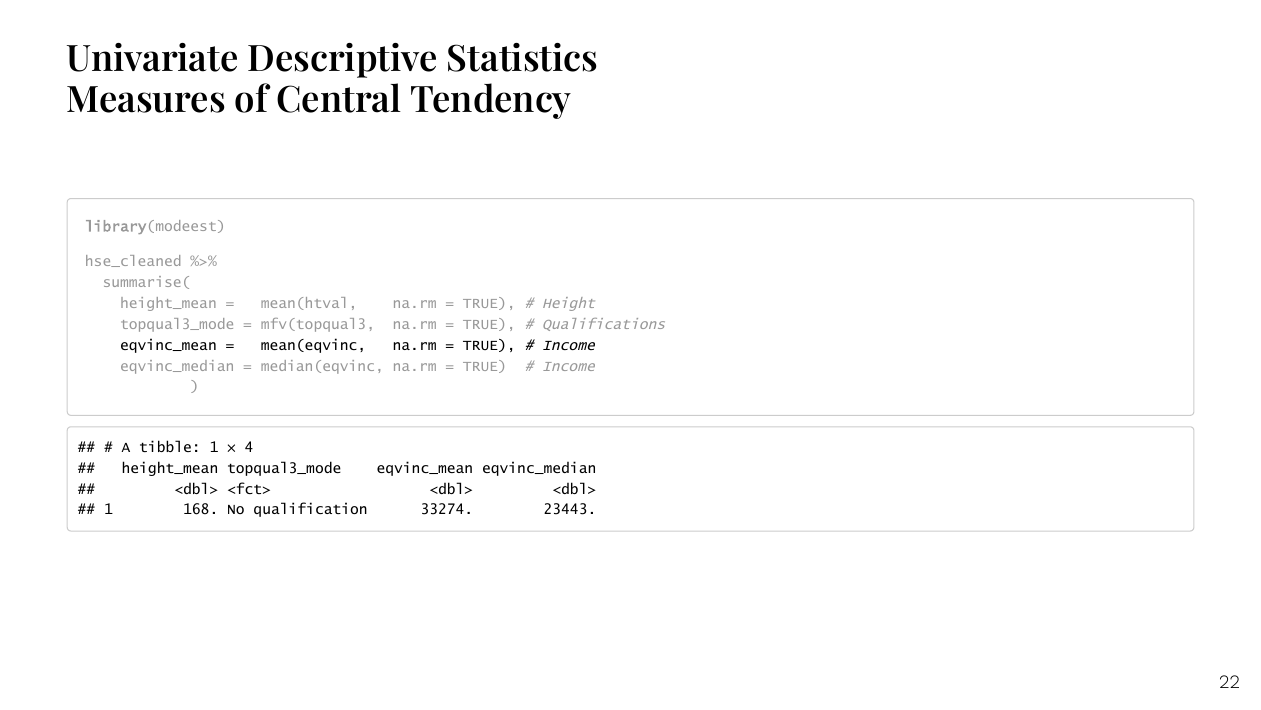 Univariate Descriptive Statistics
Measures of Central Tendency
library(modeest)
hse_cleaned %>%
  summarise(
    height_mean =   mean(htval,    na.rm = TRUE), # Height
    topqual3_mode = mfv(topqual3,  na.rm = TRUE), # Qualifications
    eqvinc_mean =   mean(eqvinc,   na.rm = TRUE), # Income
    eqvinc_median = median(eqvinc, na.rm = TRUE)  # Income
            )
## # A tibble: 1 × 4
##   height_mean topqual3_mode    eqvinc_mean eqvinc_median
##         <dbl> <fct>                  <dbl>         <dbl>
## 1        168. No qualification      33274.        23443.
22